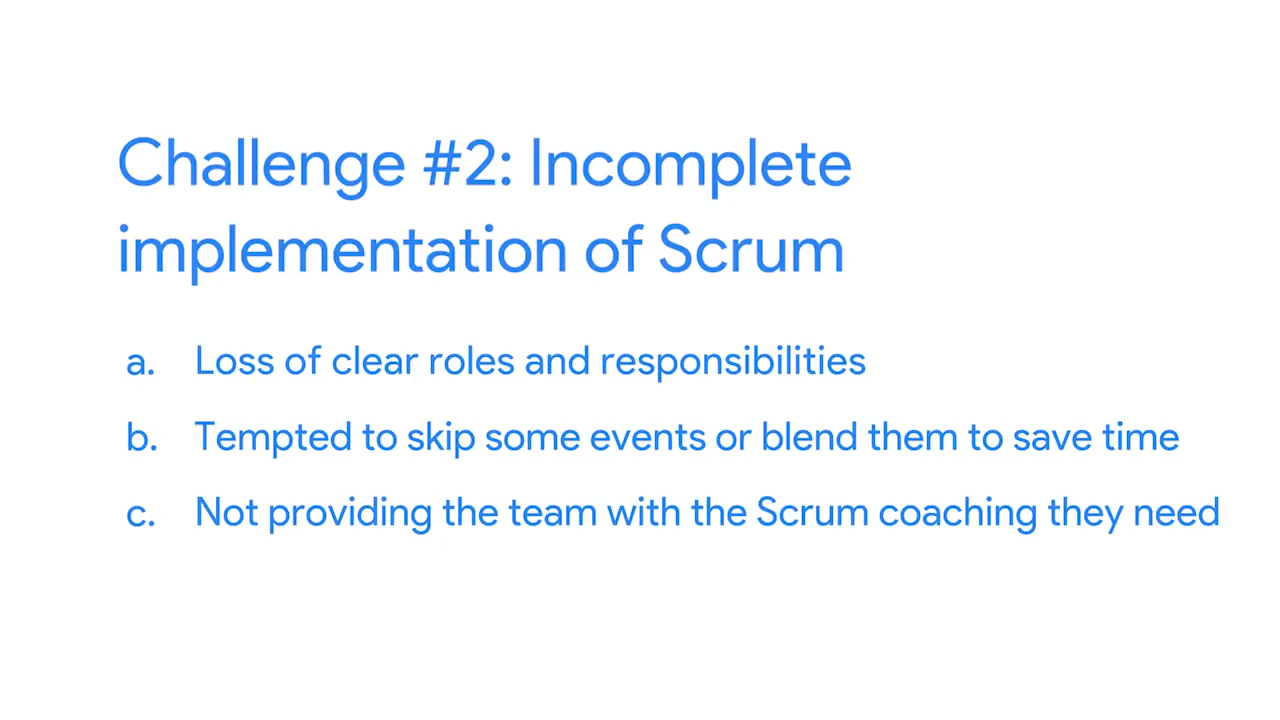 Challenge #2: Incomplete
implementation of Scrum
a. Loss of clear roles and responsibilities
b. Tempted to skip some events or blend them to save time
c. Not providing the team with the Scrum coaching they need